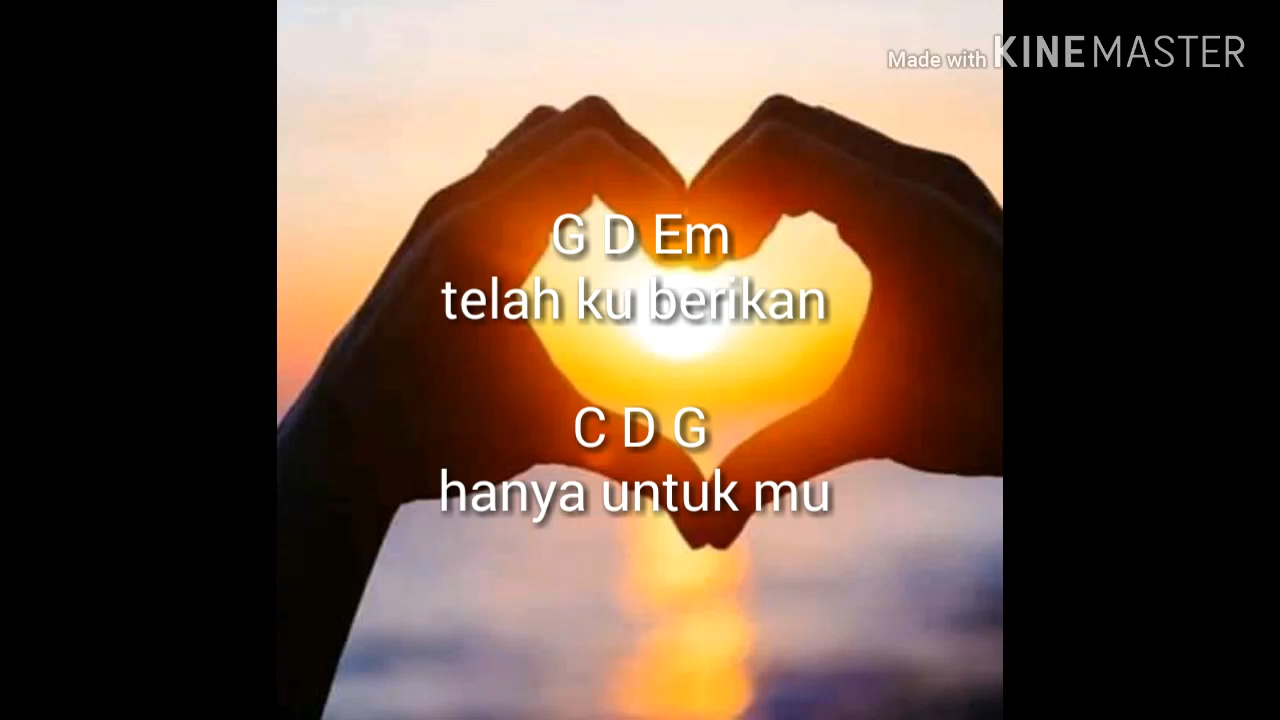 Made with KINEMASTER
G D Em
telah ku berikan
C D G
hanya untuk mu